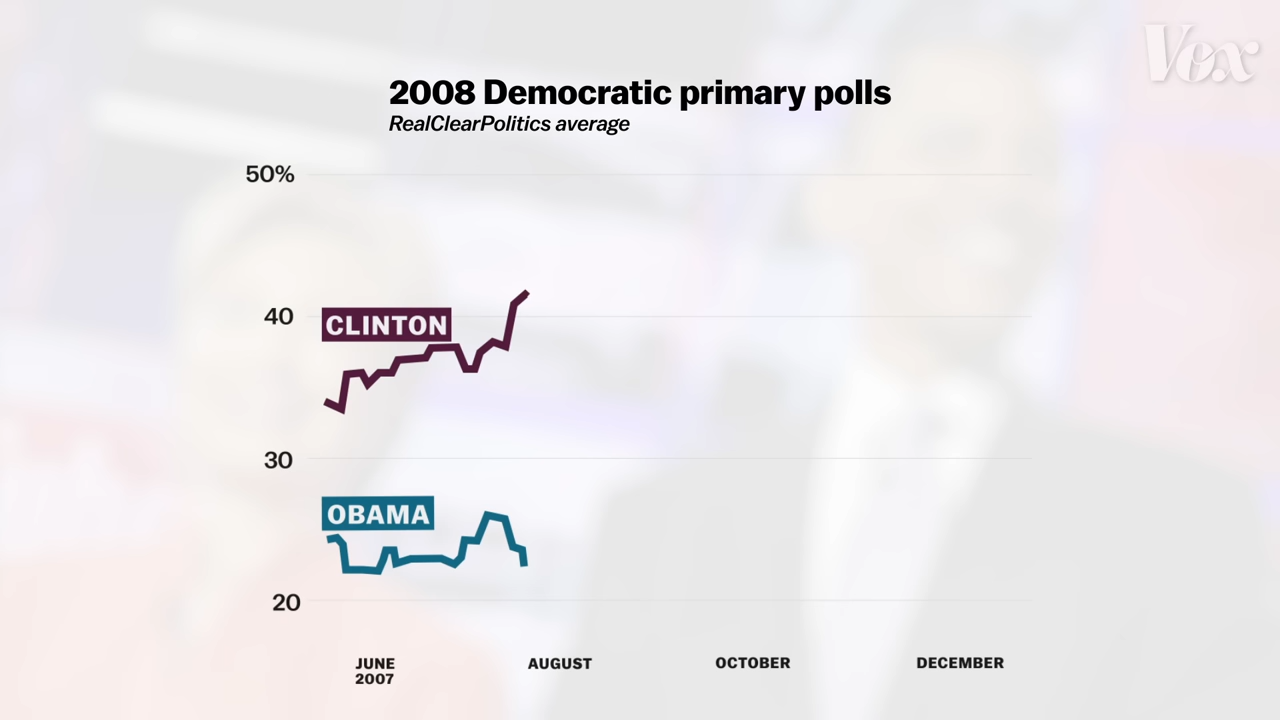 Vox
2008 Democratic primary polls
RealClearPolitics average
50%
40
CLINTON
30
OBAMA
20
JUNE
2007
AUGUST
OCTOBER
DECEMBER